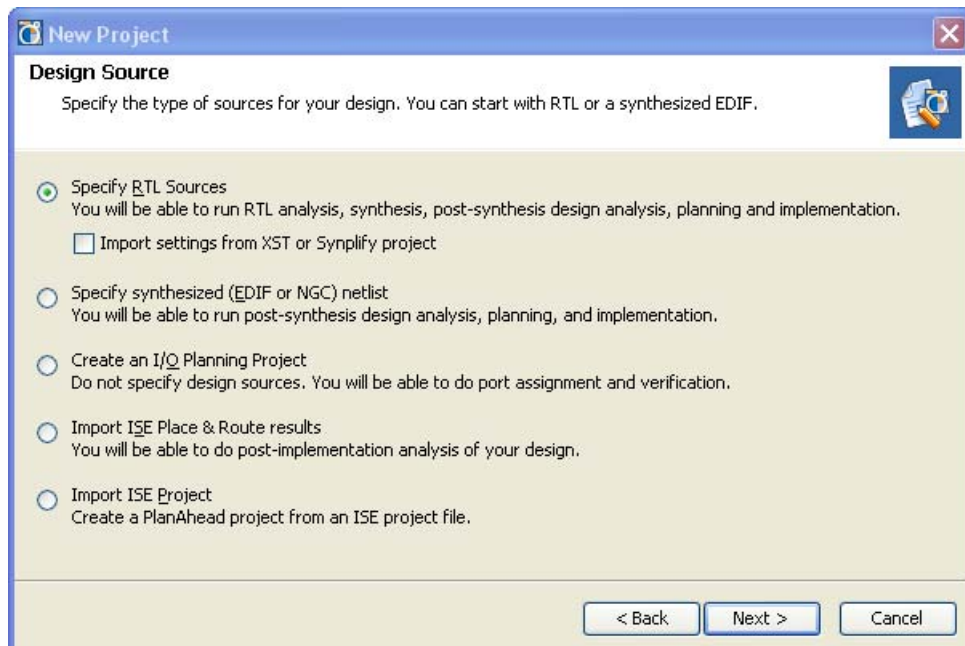 New Project
Design Source
Specify the type of sources for your design. You can start with RTL or a synthesized EDIF.
Specify RTL Sources
You will be able to run RTL analysis, synthesis, post-synthesis design analysis, planning and implementation.
Import settings from XST or Synplify project
Specify synthesized (EDIF or NGC) netlist
You will be able to run post-synthesis design analysis, planning, and implementation.
Create an I/O Planning Project
Do not specify design sources. You will be able to do port assignment and verification.
Import ISE Place & Route results
You will be able to do post-implementation analysis of your design.
Import ISE Project
Create a PlanAhead project from an ISE project file.
< Back Next > Cancel